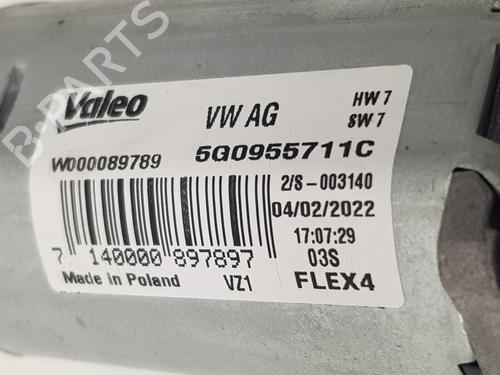 Valeo
VW AG
HW 7
SW 7
W000089789
5Q0955711C
2/S-003140
04/02/2022
17:07:29
7 140000 897897
03S
Made in Poland
VZ1
FLEX4
B-PARTS